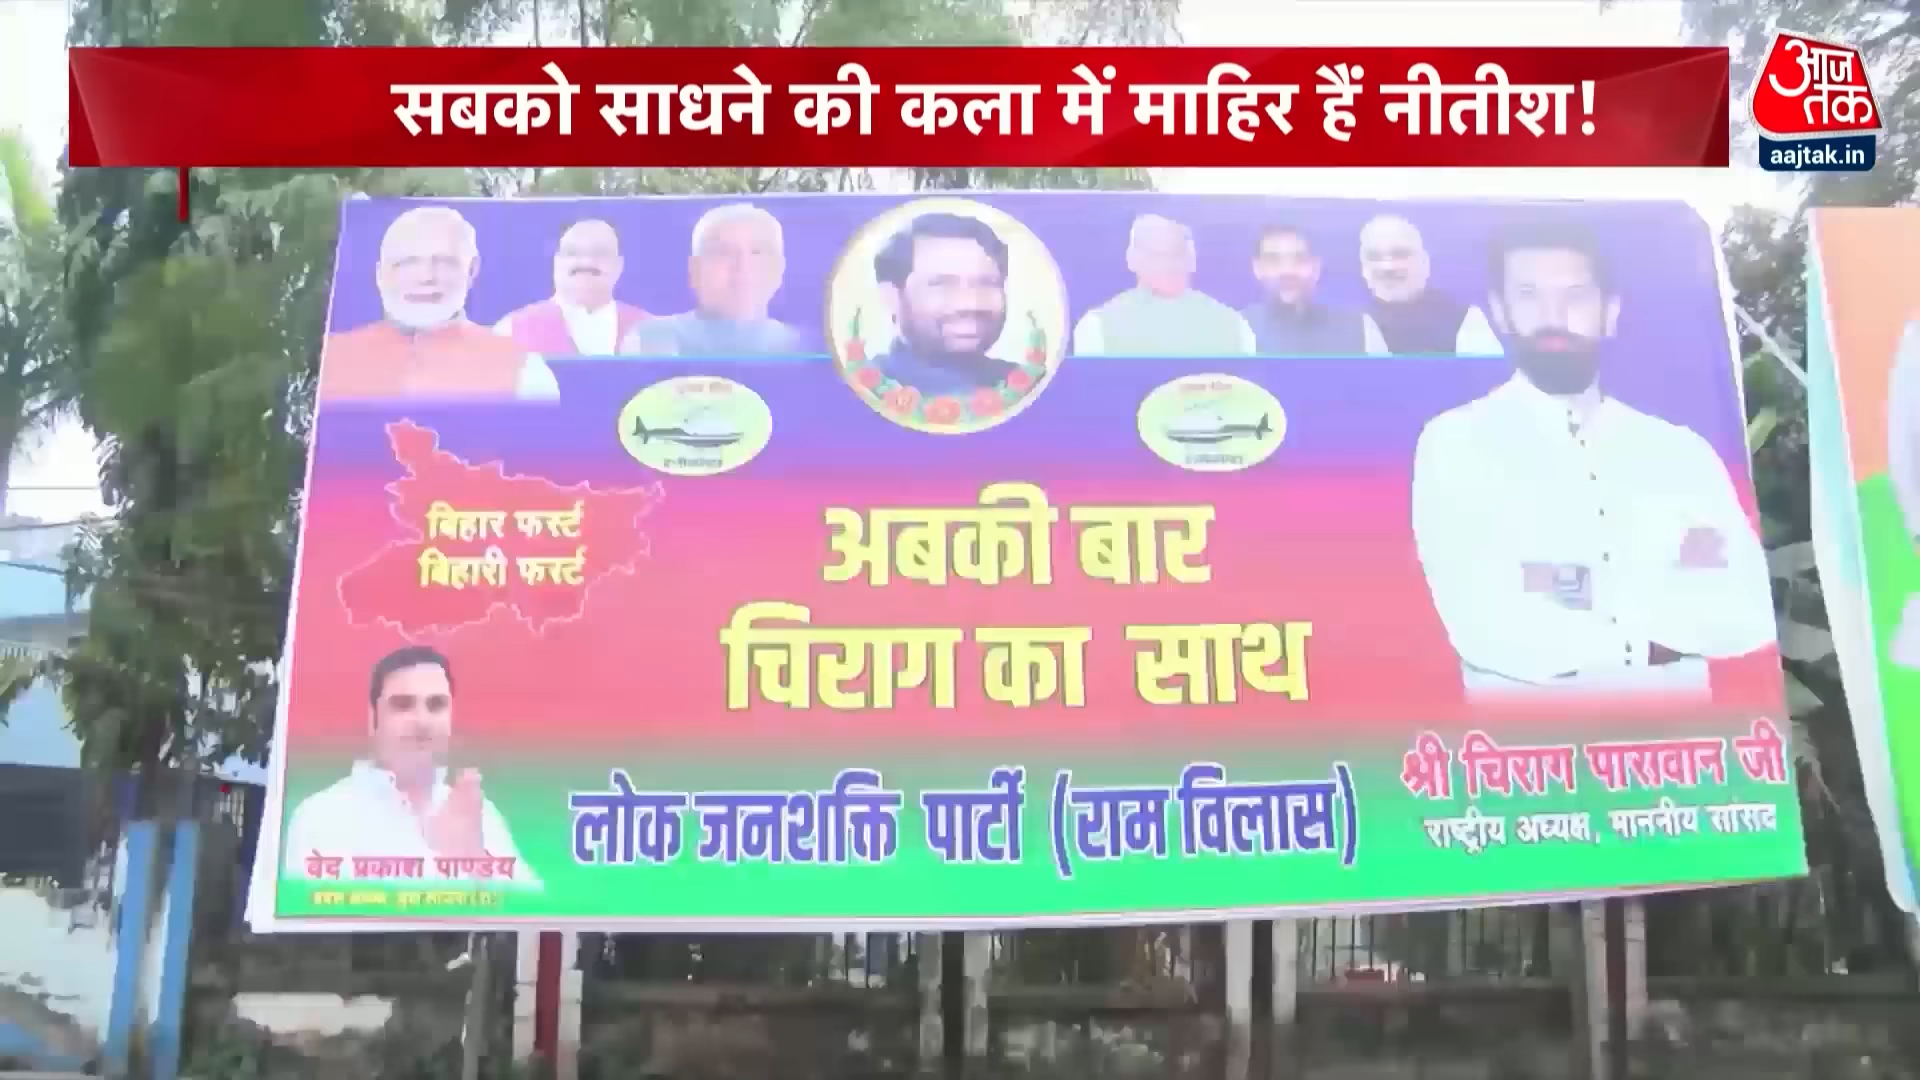 सबको साधने की कला में माहिर हैं नीतीश!
आज तक
aajtak.in
बिहार फर्स्ट
बिहारी फर्स्ट
अबकी बार
चिराग का साथ
लोक जनशक्ति पार्टी (राम विलास)
श्री चिराग पासवान जी
राष्ट्रीय अध्यक्ष, माननीय सांसद
वेद प्रकाश पाण्डेय